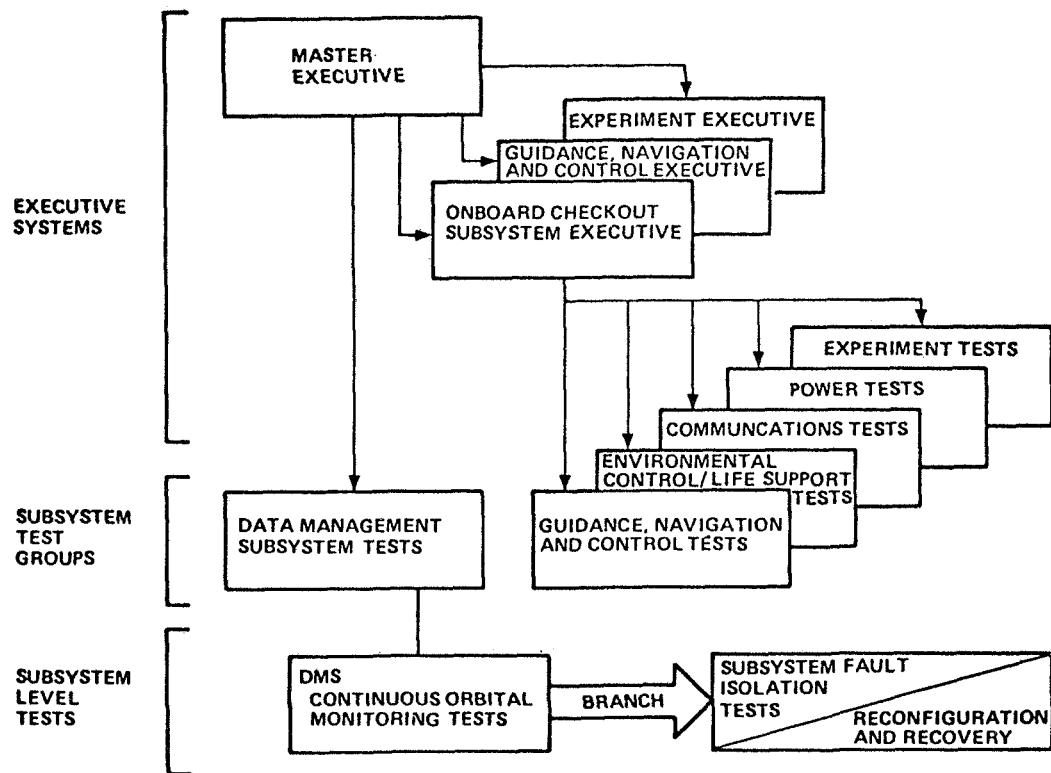 MASTER
EXECUTIVE
EXPERIMENT EXECUTIVE
GUIDANCE, NAVIGATION
AND CONTROL EXECUTIVE
EXECUTIVE
SYSTEMS
ONBOARD CHECKOUT
SUBSYSTEM EXECUTIVE
EXPERIMENT TESTS
POWER TESTS
COMMUNCATIONS TESTS
ENVIRONMENTAL
CONTROL/LIFE SUPPORT
TESTS
SUBSYSTEM
TEST
GROUPS
DATA MANAGEMENT
SUBSYSTEM TESTS
GUIDANCE, NAVIGATION
AND CONTROL TESTS
SUBSYSTEM
LEVEL
TESTS
DMS
CONTINUOUS ORBITAL
MONITORING TESTS
BRANCH
SUBSYSTEM FAULT
ISOLATION
TESTS
RECONFIGURATION
AND RECOVERY